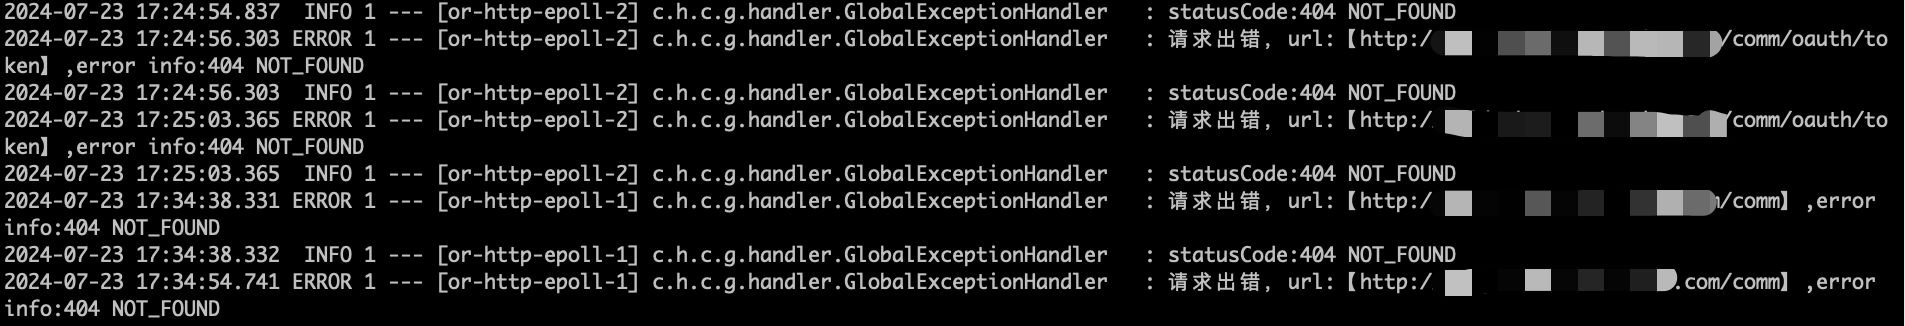 2024-07-23 17:24:54.837  INFO 1 --- [or-http-epoll-2] c.h.c.g.handler.GlobalExceptionHandler   : statusCode:404 NOT_FOUND
2024-07-23 17:24:56.303 ERROR 1 --- [or-http-epoll-2] c.h.c.g.handler.GlobalExceptionHandler   : 请求出错, url:【http:/ /comm/oauth/to
ken】,error info:404 NOT_FOUND
2024-07-23 17:24:56.303  INFO 1 --- [or-http-epoll-2] c.h.c.g.handler.GlobalExceptionHandler   : statusCode:404 NOT_FOUND
2024-07-23 17:25:03.365 ERROR 1 --- [or-http-epoll-2] c.h.c.g.handler.GlobalExceptionHandler   : 请求出错, url:【http:/ /comm/oauth/to
ken】,error info:404 NOT_FOUND
2024-07-23 17:25:03.365  INFO 1 --- [or-http-epoll-2] c.h.c.g.handler.GlobalExceptionHandler   : statusCode:404 NOT_FOUND
2024-07-23 17:34:38.331 ERROR 1 --- [or-http-epoll-1] c.h.c.g.handler.GlobalExceptionHandler   : 请求出错, url:【http:/ /comm】,error
info:404 NOT_FOUND
2024-07-23 17:34:38.332  INFO 1 --- [or-http-epoll-1] c.h.c.g.handler.GlobalExceptionHandler   : statusCode:404 NOT_FOUND
2024-07-23 17:34:54.741 ERROR 1 --- [or-http-epoll-1] c.h.c.g.handler.GlobalExceptionHandler   : 请求出错, url:【http:/ .com/comm】,error
info:404 NOT_FOUND